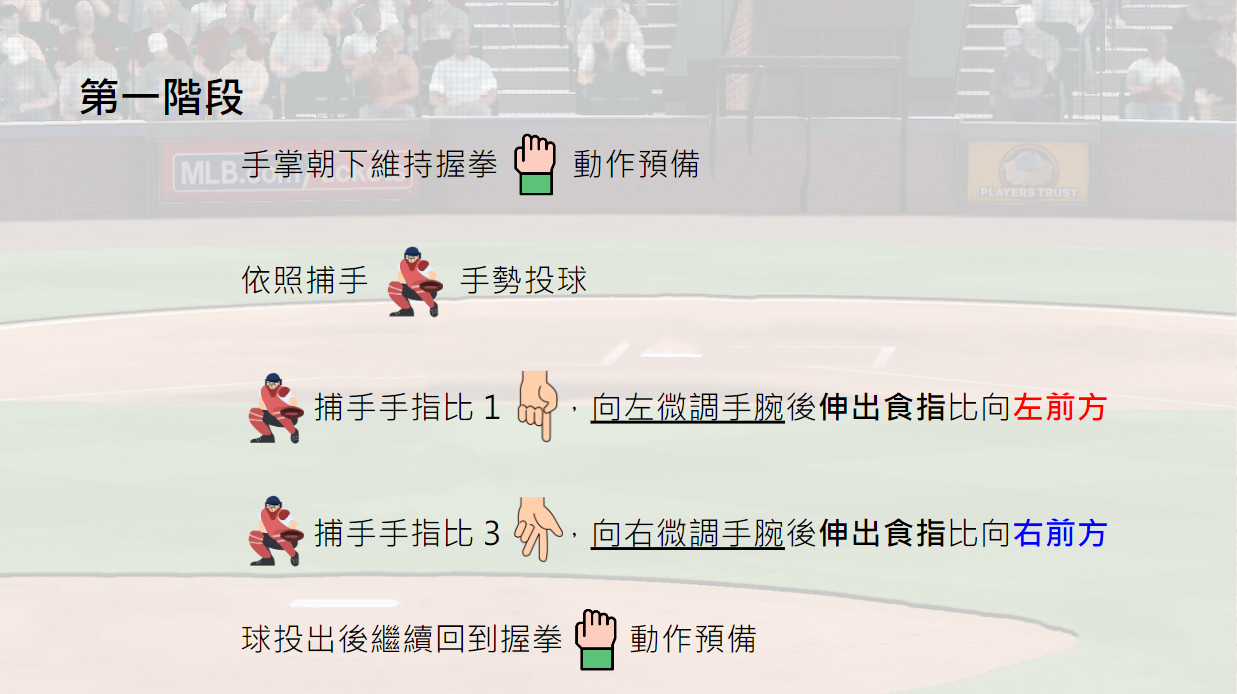 第一階段
MLB.com/tickets
手掌朝下維持握拳 動作預備
PLAYERS TRUST
依照捕手 手勢投球
捕手手指比 1 ，向左微調手腕後伸出食指比向左前方
捕手手指比 3 ，向右微調手腕後伸出食指比向右前方
球投出後繼續回到握拳 動作預備